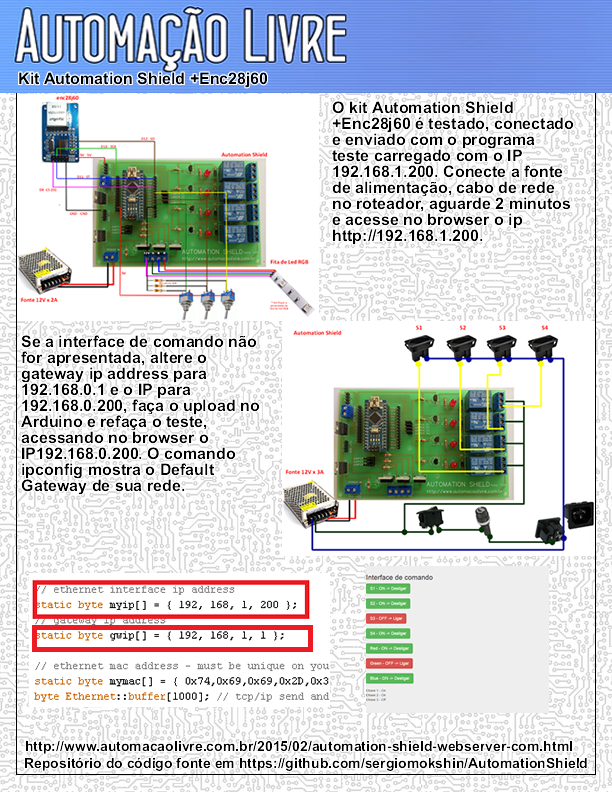 AUTOMAÇÃO LIVRE
Kit Automation Shield +Enc28j60
enc28j60
Automation Shield
AUTOMATION SHIELD
Fita de Led RGB
Fonte 12V x 2A
O kit Automation Shield
+Enc28j60 é testado, conectado
e enviado com o programa
teste carregado com o IP
192.168.1.200. Conecte a fonte
de alimentação, cabo de rede
no roteador, aguarde 2 minutos
e acesse no browser o ip
http://192.168.1.200.
Se a interface de comando não
for apresentada, altere o
gateway ip address para
192.168.0.1 e o IP para
192.168.0.200, faça o upload no
Arduino e refaça o teste,
acessando no browser o
IP192.168.0.200. O comando
ipconfig mostra o Default
Gateway de sua rede.
Automation Shield
S1 S2 S3 S4
Fonte 12V x 3A
AUTOMATION SHIELD
// ethernet interface ip address
static byte myip[] = { 192, 168, 1, 200 };
// gateway ip address
static byte gwip[] = { 192, 168, 1, 1 };
// ethernet mac address - must be unique on you
static byte mymac[] = { 0x74,0x69,0x69,0x2D,0x3
byte Ethernet::buffer[1000]; // tcp/ip send and
Interface de comando
S1 - ON -> Desligar
S2 - ON -> Desligar
S3 - OFF -> Ligar
S4 - ON -> Desligar
Red - ON -> Desligar
Green - OFF -> Ligar
Blue - ON -> Desligar
http://www.automacaolivre.com.br/2015/02/automation-shield-webserver-com.html
Repositório do código fonte em https://github.com/sergiomokshin/AutomationShield